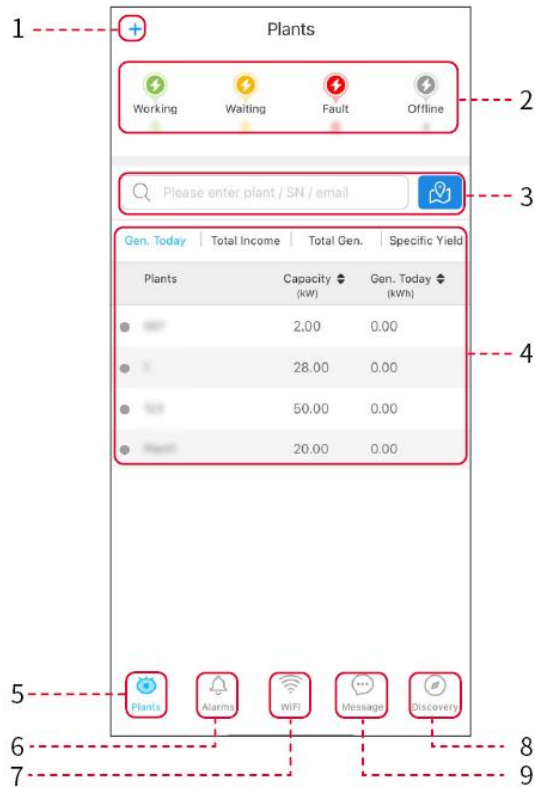 1
+
Plants
Working Waiting Fault Offline
2
Please enter plant / SN / email
3
Gen. Today | Total Income | Total Gen. | Specific Yield
Plants Capacity Gen. Today
(kW) (kWh)
2.00 0.00
28.00 0.00
4
50.00 0.00
20.00 0.00
5
Plants Alarms WiFi Message Discovery
6 8
7 9